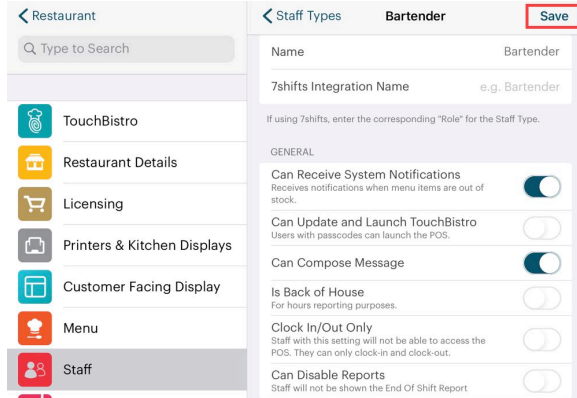 Restaurant
Type to Search
TouchBistro
Restaurant Details
Licensing
Printers & Kitchen Displays
Customer Facing Display
Menu
Staff
Staff Types
Bartender
Save
Name
Bartender
7shifts Integration Name
e.g. Bartender
If using 7shifts, enter the corresponding "Role" for the Staff Type.
GENERAL
Can Receive System Notifications
Receives notifications when menu items are out of
stock.
Can Update and Launch TouchBistro
Users with passcodes can launch the POS.
Can Compose Message
Is Back of House
For hours reporting purposes.
Clock In/Out Only
Staff with this setting will not be able to access the
POS. They can only clock-in and clock-out.
Can Disable Reports
Staff will not be shown the End Of Shift Report